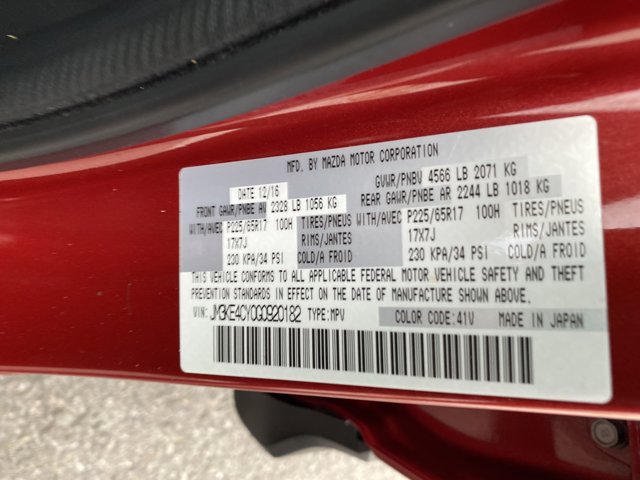 MFD. BY MAZDA MOTOR CORPORATION
DATE 12/16 GVWR/PNBV 4566 LB 2071 KG
FRONT GAWR/PNBE AV 2328 LB 1056 KG REAR GAWR/PNBE AR 2244 LB 1018 KG
WITH/AVEC P225/65R17 100H TIRES/PNEUS WITH/AVEC P225/65R17 100H TIRES/PNEUS
17X7J RIMS/JANTES 17X7J RIMS/JANTES
230 KPA/34 PSI COLD/A FROID 230 KPA/34 PSI COLD/A FROID
THIS VEHICLE CONFORMS TO ALL APPLICABLE FEDERAL MOTOR VEHICLE SAFETY AND THEFT
PREVENTION STANDARDS IN EFFECT ON THE DATE OF MANUFACTURE SHOWN ABOVE.
VIN: JM3KE4CY0G0920182 TYPE:MPV COLOR CODE:41V MADE IN JAPAN